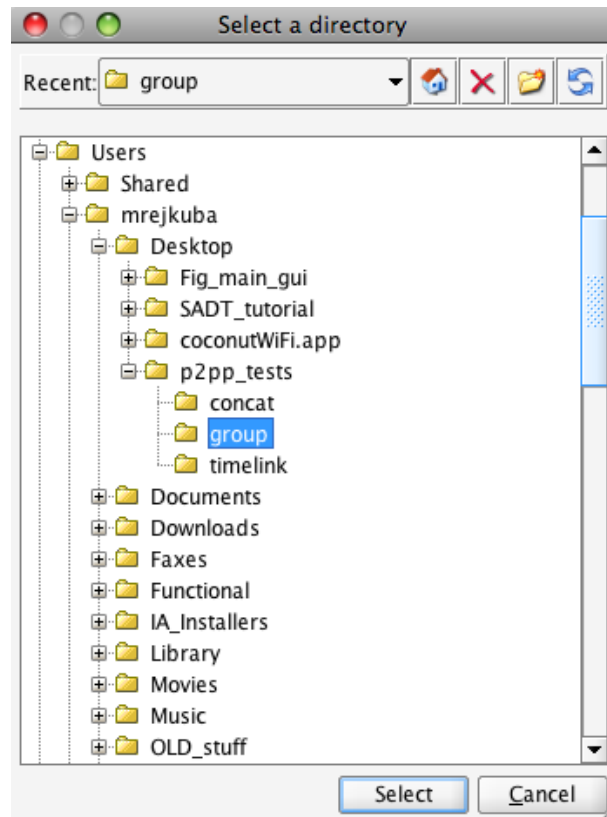 Select a directory
Recent: group
Users
Shared
mrejkuba
Desktop
Fig_main_gui
SADT_tutorial
coconutWiFi.app
p2pp_tests
concat
group
timelink
Documents
Downloads
Faxes
Functional
IA_Installers
Library
Movies
Music
OLD_stuff
Select Cancel